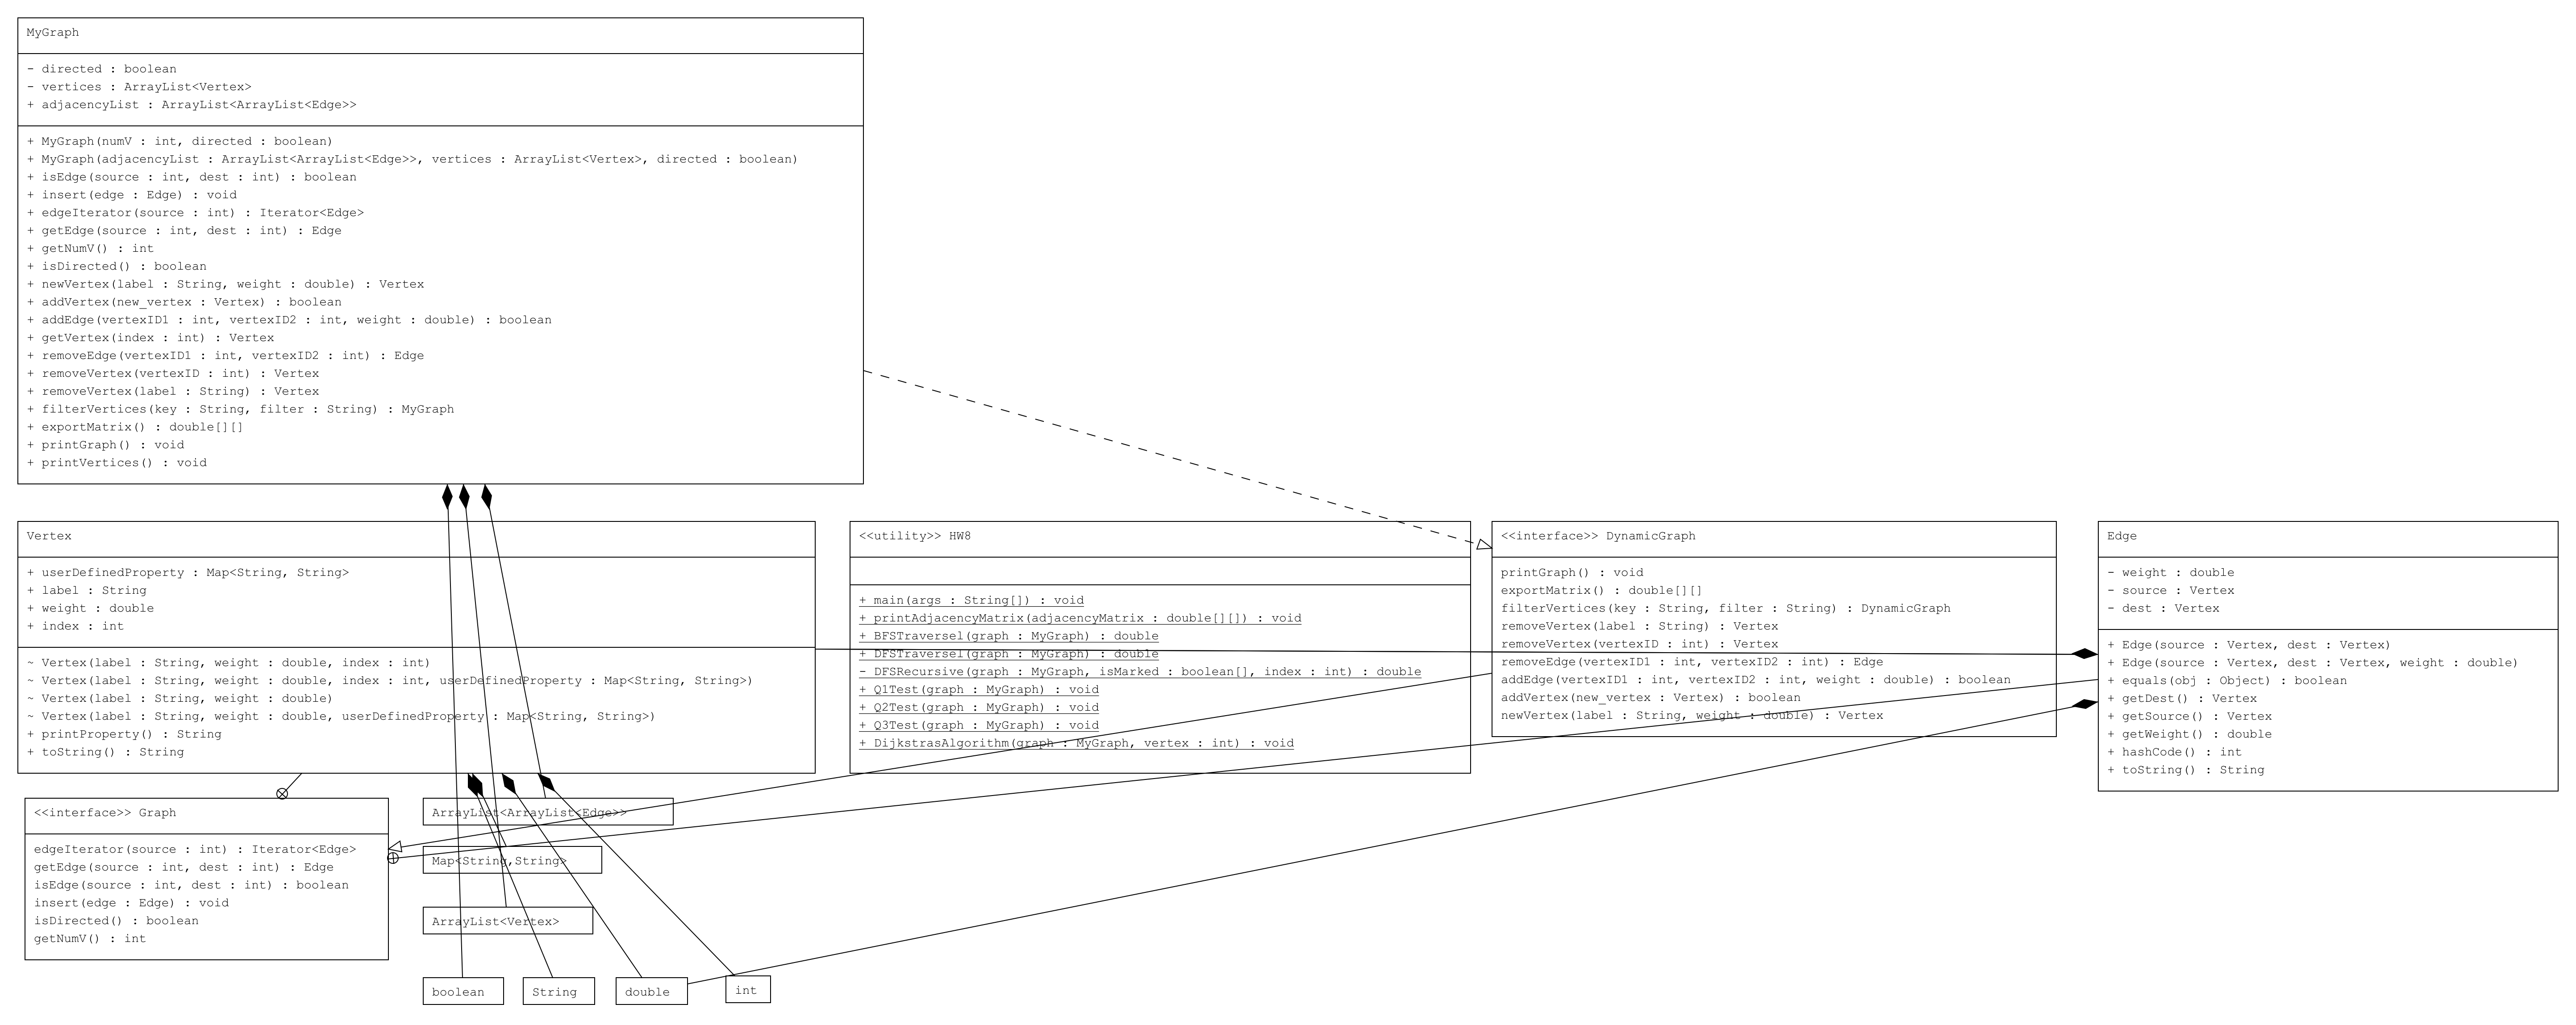 MyGraph
- directed : boolean
- vertices : ArrayList<Vertex>
+ adjacencyList : ArrayList<ArrayList<Edge>>
+ MyGraph(numV : int, directed : boolean)
+ MyGraph(adjacencyList : ArrayList<ArrayList<Edge>>, vertices : ArrayList<Vertex>, directed : boolean)
+ isEdge(source : int, dest : int) : boolean
+ insert(edge : Edge) : void
+ edgeIterator(source : int) : Iterator<Edge>
+ getEdge(source : int, dest : int) : Edge
+ getNumV() : int
+ isDirected() : boolean
+ newVertex(label : String, weight : double) : Vertex
+ addVertex(new_vertex : Vertex) : boolean
+ addEdge(vertexID1 : int, vertexID2 : int, weight : double) : boolean
+ getVertex(index : int) : Vertex
+ removeEdge(vertexID1 : int, vertexID2 : int) : Edge
+ removeVertex(vertexID : int) : Vertex
+ removeVertex(label : String) : Vertex
+ filterVertices(key : String, filter : String) : MyGraph
+ exportMatrix() : double[][]
+ printGraph() : void
+ printVertices() : void
Vertex
+ userDefinedProperty : Map<String, String>
+ label : String
+ weight : double
+ index : int
~ Vertex(label : String, weight : double, index : int)
~ Vertex(label : String, weight : double, index : int, userDefinedProperty : Map<String, String>)
~ Vertex(label : String, weight : double)
~ Vertex(label : String, weight : double, userDefinedProperty : Map<String, String>)
+ printProperty() : String
+ toString() : String
<<utility>> HW8
+ main(args : String[]) : void
+ printAdjacencyMatrix(adjacencyMatrix : double[][]) : void
+ BFSTraversel(graph : MyGraph) : double
+ DFSTraversel(graph : MyGraph) : double
- DFSRecursive(graph : MyGraph, isMarked : boolean[], index : int) : double
+ Q1Test(graph : MyGraph) : void
+ Q2Test(graph : MyGraph) : void
+ Q3Test(graph : MyGraph) : void
+ DijkstrasAlgorithm(graph : MyGraph, vertex : int) : void
<<interface>> DynamicGraph
printGraph() : void
exportMatrix() : double[][]
filterVertices(key : String, filter : String) : DynamicGraph
removeVertex(label : String) : Vertex
removeVertex(vertexID : int) : Vertex
removeEdge(vertexID1 : int, vertexID2 : int) : Edge
addEdge(vertexID1 : int, vertexID2 : int, weight : double) : boolean
addVertex(new_vertex : Vertex) : boolean
newVertex(label : String, weight : double) : Vertex
Edge
- weight : double
- source : Vertex
- dest : Vertex
+ Edge(source : Vertex, dest : Vertex)
+ Edge(source : Vertex, dest : Vertex, weight : double)
+ equals(obj : Object) : boolean
+ getDest() : Vertex
+ getSource() : Vertex
+ getWeight() : double
+ hashCode() : int
+ toString() : String
<<interface>> Graph
edgeIterator(source : int) : Iterator<Edge>
getEdge(source : int, dest : int) : Edge
isEdge(source : int, dest : int) : boolean
insert(edge : Edge) : void
isDirected() : boolean
getNumV() : int
ArrayList<ArrayList<Edge>>
Map<String,String>
ArrayList<Vertex>
boolean
String
double
int